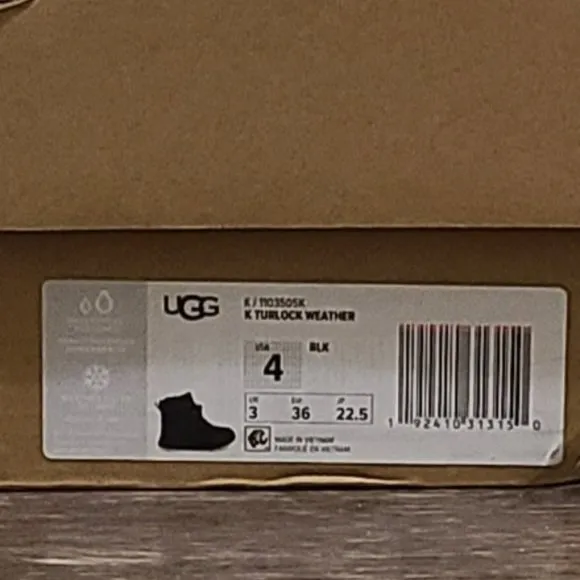 UGG
K / 1103505K
K TURLOCK WEATHER
USA BLK
4
UK EU JP
3 36 22.5
MADE IN VIETNAM
FABRIQUÉ EN VIETNAM
1 92410 31315 0